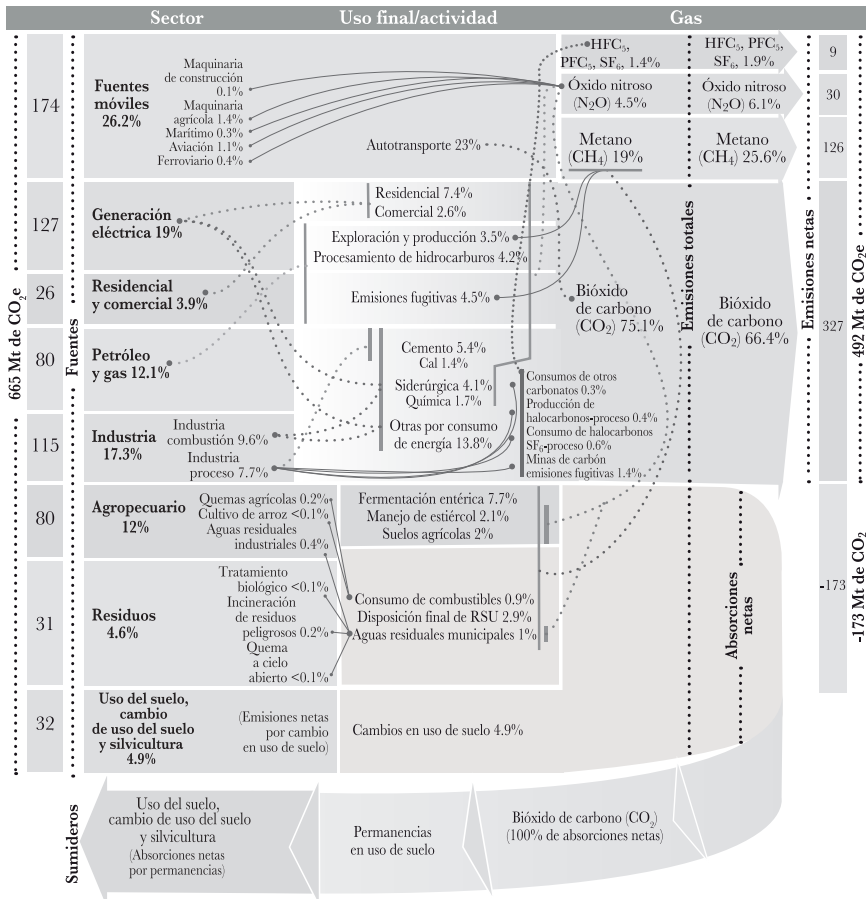 Sector
Uso final/actividad
Gas
665 Mt de CO2e
Fuentes
174
127
26
80
115
80
31
32
Fuentes
móviles
26.2%
Maquinaria
de construcción
0.1%
Maquinaria
agrícola 1.4%
Marítimo 0.3%
Aviación 1.1%
Ferroviario 0.4%
Autotransporte 23%
Generación
eléctrica 19%
Residencial 7.4%
Comercial 2.6%
Exploración y producción 3.5%
Procesamiento de hidrocarburos 4.2%
Residencial
y comercial 3.9%
Emisiones fugitivas 4.5%
Petróleo
y gas 12.1%
Cemento 5.4%
Cal 1.4%
Siderúrgica 4.1%
Química 1.7%
Industria
17.3%
Industria
combustión 9.6%
Industria
proceso 7.7%
Otras por consumo
de energía 13.8%
Consumos de otros
carbonatos 0.3%
Producción de
halocarbonos-proceso 0.4%
Consumo de halocarbonos
SF6-proceso 0.6%
Minas de carbón
emisiones fugitivas 1.4%
Agropecuario
12%
Quemas agrícolas 0.2%
Cultivo de arroz <0.1%
Aguas residuales
industriales 0.4%
Fermentación entérica 7.7%
Manejo de estiércol 2.1%
Suelos agrícolas 2%
Residuos
4.6%
Tratamiento
biológico <0.1%
Incineración
de residuos
peligrosos 0.2%
Quema
a cielo
abierto <0.1%
Consumo de combustibles 0.9%
Disposición final de RSU 2.9%
Aguas residuales municipales 1%
Uso del suelo,
cambio
de uso del suelo
y silvicultura
4.9%
(Emisiones netas
por cambio
en uso de suelo)
Cambios en uso de suelo 4.9%
HFC5,
PFC5, SF6, 1.4%
Óxido nitroso
(N2O) 4.5%
Metano
(CH4) 19%
Bióxido
de carbono
(CO2) 75.1%
Emisiones totales
HFC5, PFC5,
SF6, 1.9%
Óxido nitroso
(N2O) 6.1%
Metano
(CH4) 25.6%
Bióxido
de carbono
(CO2) 66.4%
Emisiones netas
9
30
126
327
492 Mt de CO2e
Absorciones
netas
-173
-173 Mt de CO2
Sumideros
Uso del suelo,
cambio de uso del suelo
y silvicultura
(Absorciones netas
por permanencias)
Permanencias
en uso de suelo
Bióxido de carbono (CO2)
(100% de absorciones netas)